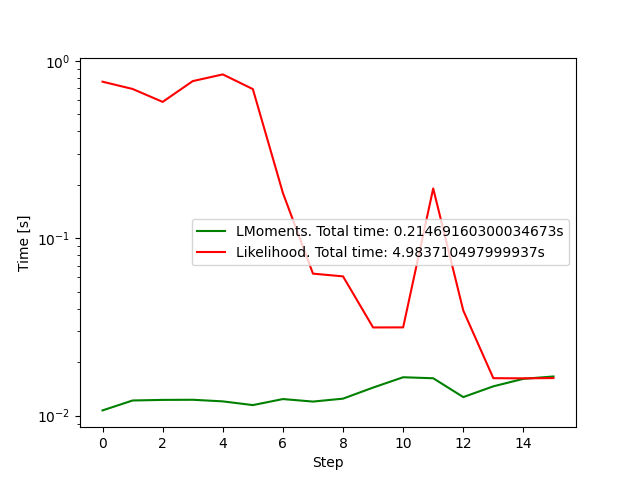 10⁰
10⁻¹
10⁻²
Time [s]
LMoments. Total time: 0.21469160300034673s
Likelihood. Total time: 4.983710497999937s
0 2 4 6 8 10 12 14
Step